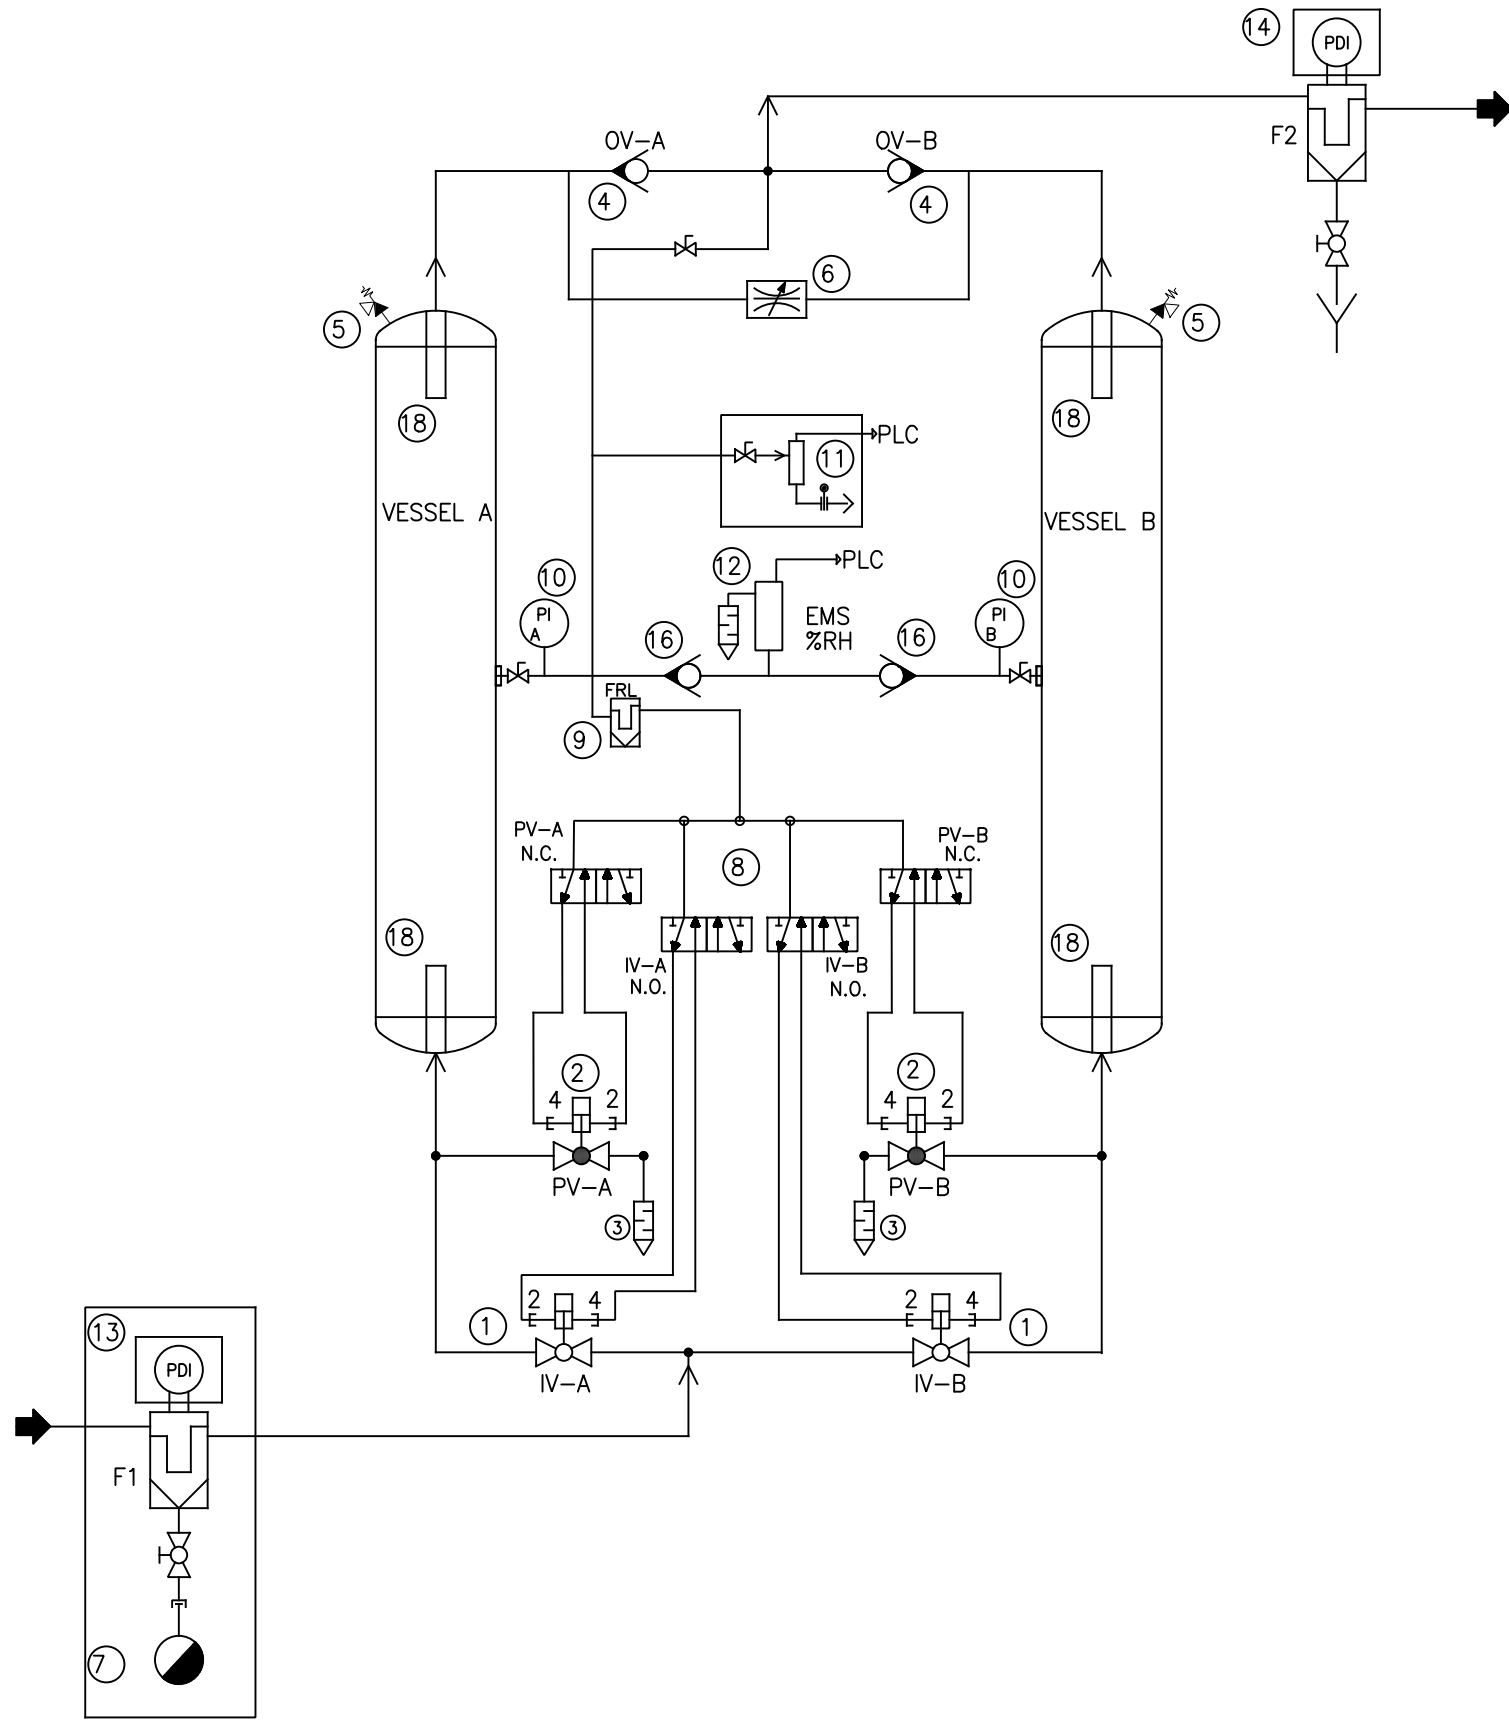 14
PDI
F2
OV-A
OV-B
4
4
6
5
5
18
18
11
PLC
VESSEL A
VESSEL B
12
PLC
10
10
PI
A
EMS
%RH
PI
B
16
16
FRL
9
PV-A
N.C.
8
PV-B
N.C.
18
18
IV-A
N.O.
IV-B
N.O.
2
2
4
2
4
2
PV-A
PV-B
3
3
2
4
2
4
1
1
IV-A
IV-B
13
PDI
F1
7